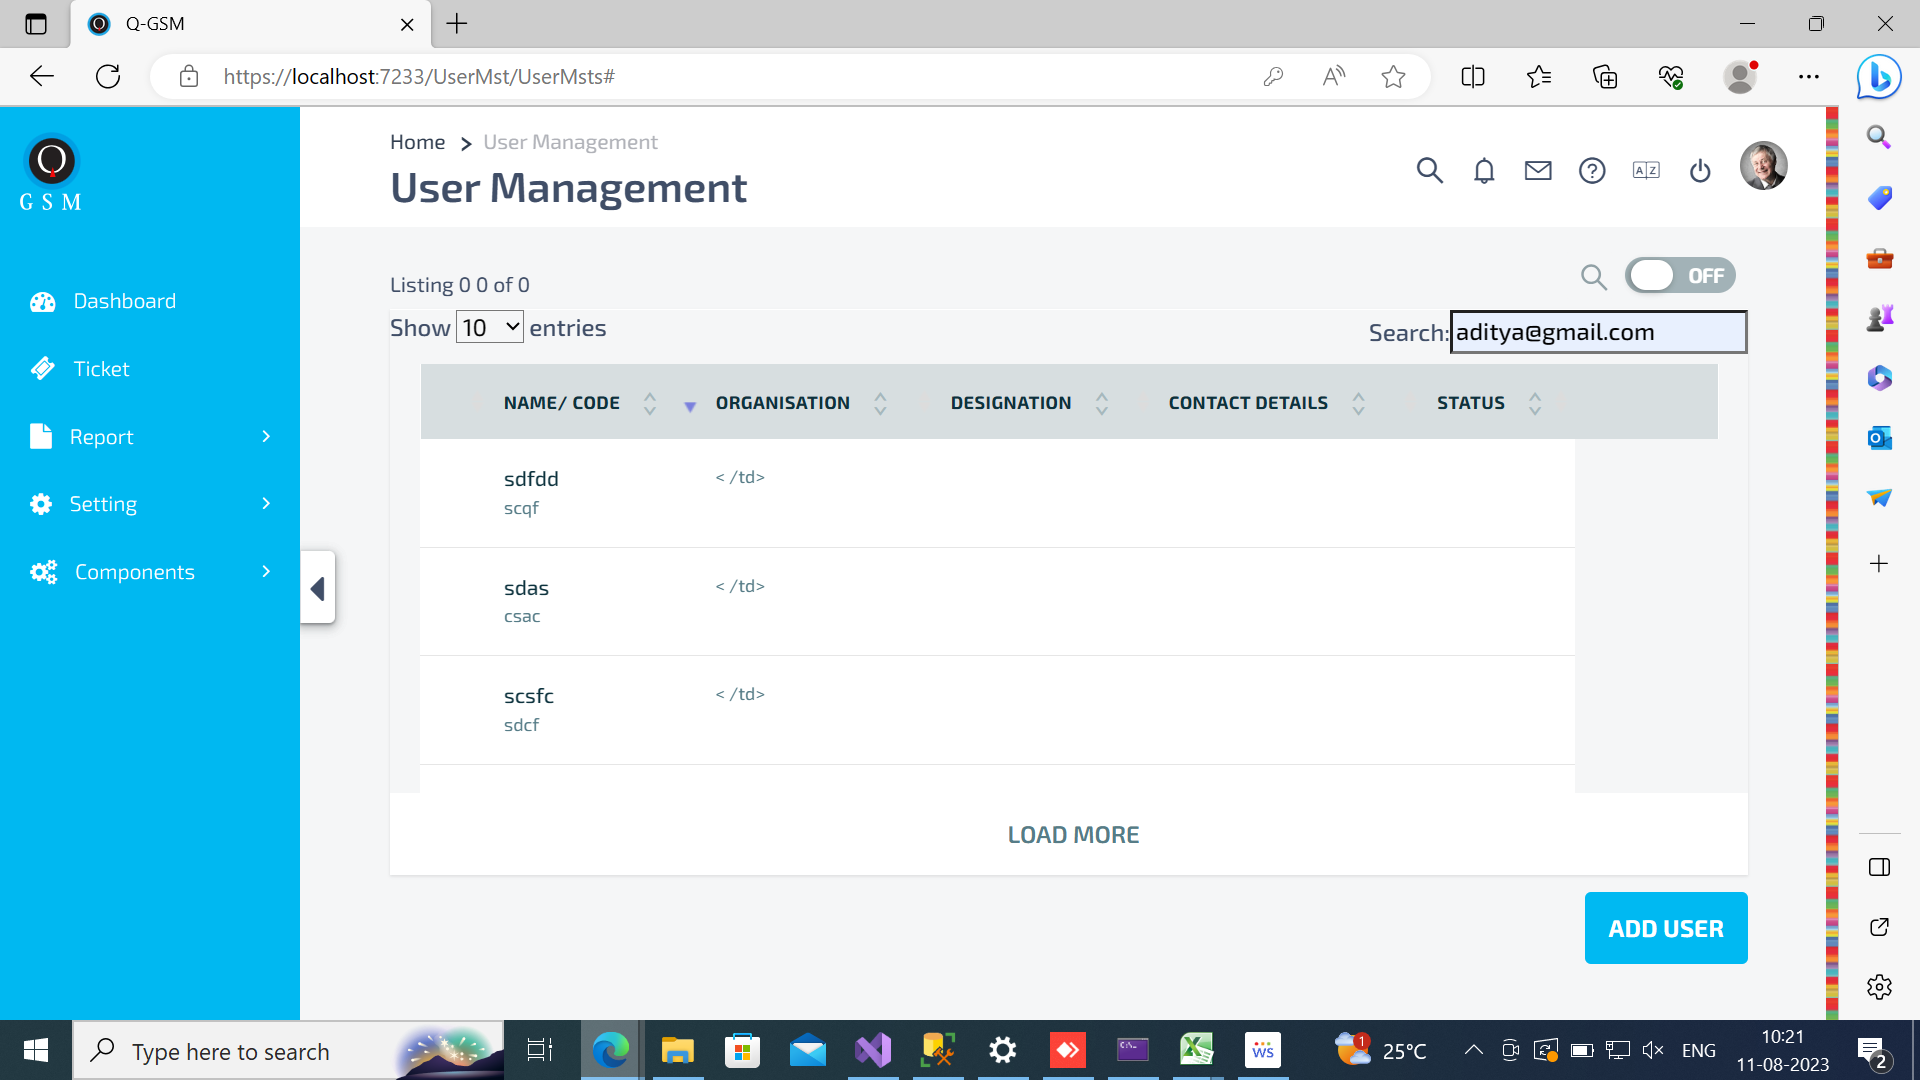 Q-GSM
https://localhost:7233/UserMst/UserMsts#
Q
G S M
Dashboard
Ticket
Report
Setting
Components
Home > User Management
User Management
A Z
Listing 0 0 of 0
OFF
Show 10 entries
Search: aditya@gmail.com
NAME/ CODE ORGANISATION DESIGNATION CONTACT DETAILS STATUS
sdfdd < /td>
scqf
sdas < /td>
csac
scsfc < /td>
sdcf
LOAD MORE
ADD USER
Type here to search
WS
1
25°C
ENG
10:21
11-08-2023
2